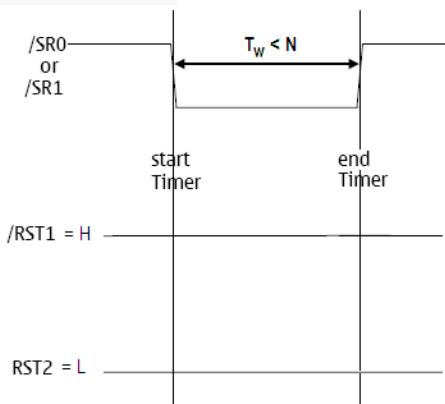 /SR0
or
/SR1
T_W < N
start
Timer
end
Timer
/RST1 = H
RST2 = L